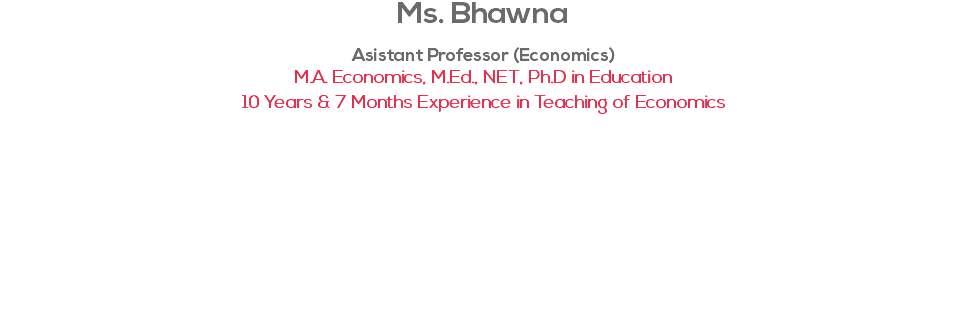 Ms. Bhawna
Asistant Professor (Economics)
M.A. Economics, M.Ed., NET, Ph.D in Education
10 Years & 7 Months Experience in Teaching of Economics